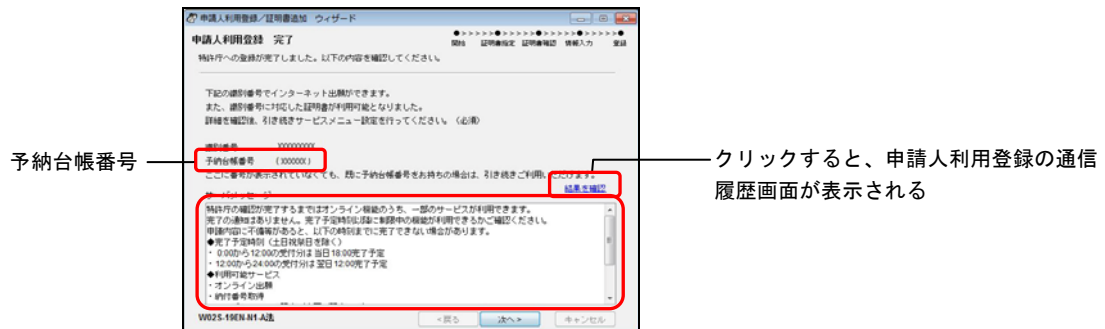 申請人利用登録／証明書追加 ウィザード
申請人利用登録 完了
●>>>>>●>>>>>●>>>>>●>>>>>●
開始 証明書指定 証明書確認 情報入力 登録
特許庁への登録が完了しました。以下の内容を確認してください。
下記の識別番号でインターネット出願ができます。
また、識別番号に対応した証明書が利用可能となりました。
詳細を確認後、引き続きサービスメニュー設定を行ってください。（必須）
識別番号 XXXXXXXXX
予納台帳番号
予納台帳番号 （XXXXXX）
ここに番号が表示されていなくても、既に予納台帳番号をお持ちの場合は、引き続きご利用いただけます。
クリックすると、申請人利用登録の通信
履歴画面が表示される
サーバメッセージ
結果を確認
特許庁の確認が完了するまではオンライン機能のうち、一部のサービスが利用できます。
完了の通知はありません。完了予定時刻以降に制限中の機能が利用できるかご確認ください。
申請内容に不備等があると、以下の時刻までに完了できない場合があります。
◆完了予定時刻（土日祝祭日を除く）
・ 0:00から12:00の受付分は 当日18:00完了予定
・ 12:00から24:00の受付分は 翌日12:00完了予定
◆利用可能サービス
・オンライン出願
・納付番号取得
W02S-19EN-N1-A法
<戻る
次へ>
キャンセル